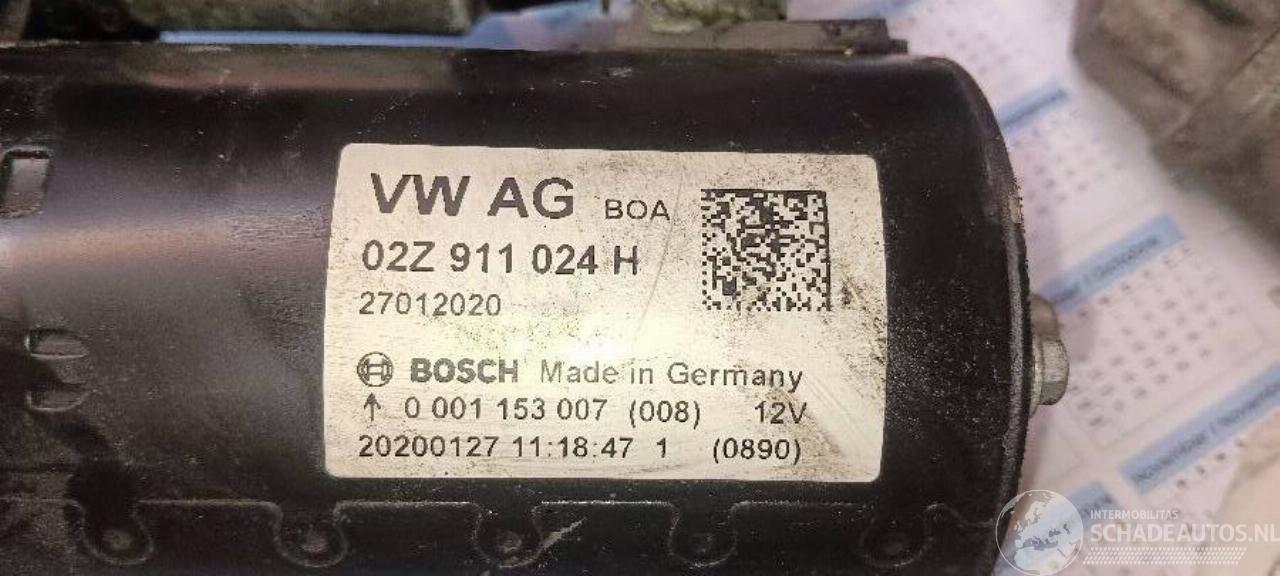 VW AG BOA
02Z 911 024 H
27012020
BOSCH Made in Germany
↑ 0 001 153 007 (008) 12V
20200127 11:18:47 1 (0890)
INTERMOBILITAS
SCHADEAUTOS.NL